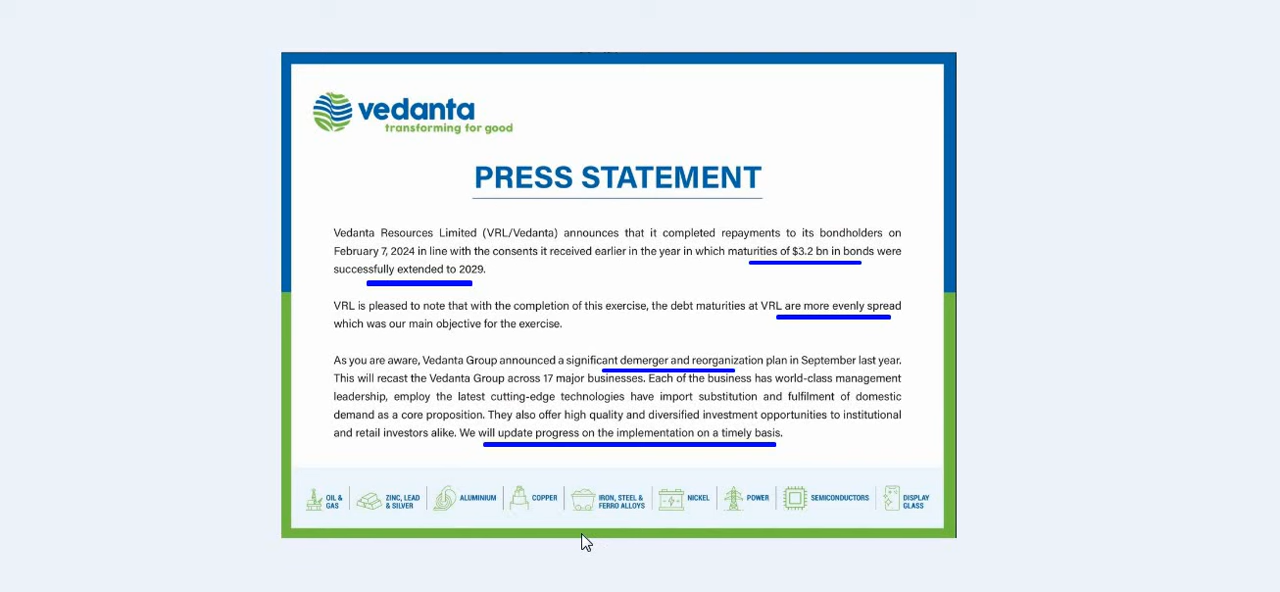 vedanta
transforming for good
PRESS STATEMENT
Vedanta Resources Limited (VRL/Vedanta) announces that it completed repayments to its bondholders on
February 7, 2024 in line with the consents it received earlier in the year in which maturities of $3.2 bn in bonds were
successfully extended to 2029.
VRL is pleased to note that with the completion of this exercise, the debt maturities at VRL are more evenly spread
which was our main objective for the exercise.
As you are aware, Vedanta Group announced a significant demerger and reorganization plan in September last year.
This will recast the Vedanta Group across 17 major businesses. Each of the business has world-class management
leadership, employ the latest cutting-edge technologies have import substitution and fulfilment of domestic
demand as a core proposition. They also offer high quality and diversified investment opportunities to institutional
and retail investors alike. We will update progress on the implementation on a timely basis.
OIL &
GAS
ZINC, LEAD
& SILVER
ALUMINIUM
COPPER
IRON, STEEL &
FERRO ALLOYS
NICKEL
POWER
SEMICONDUCTORS
DISPLAY
GLASS